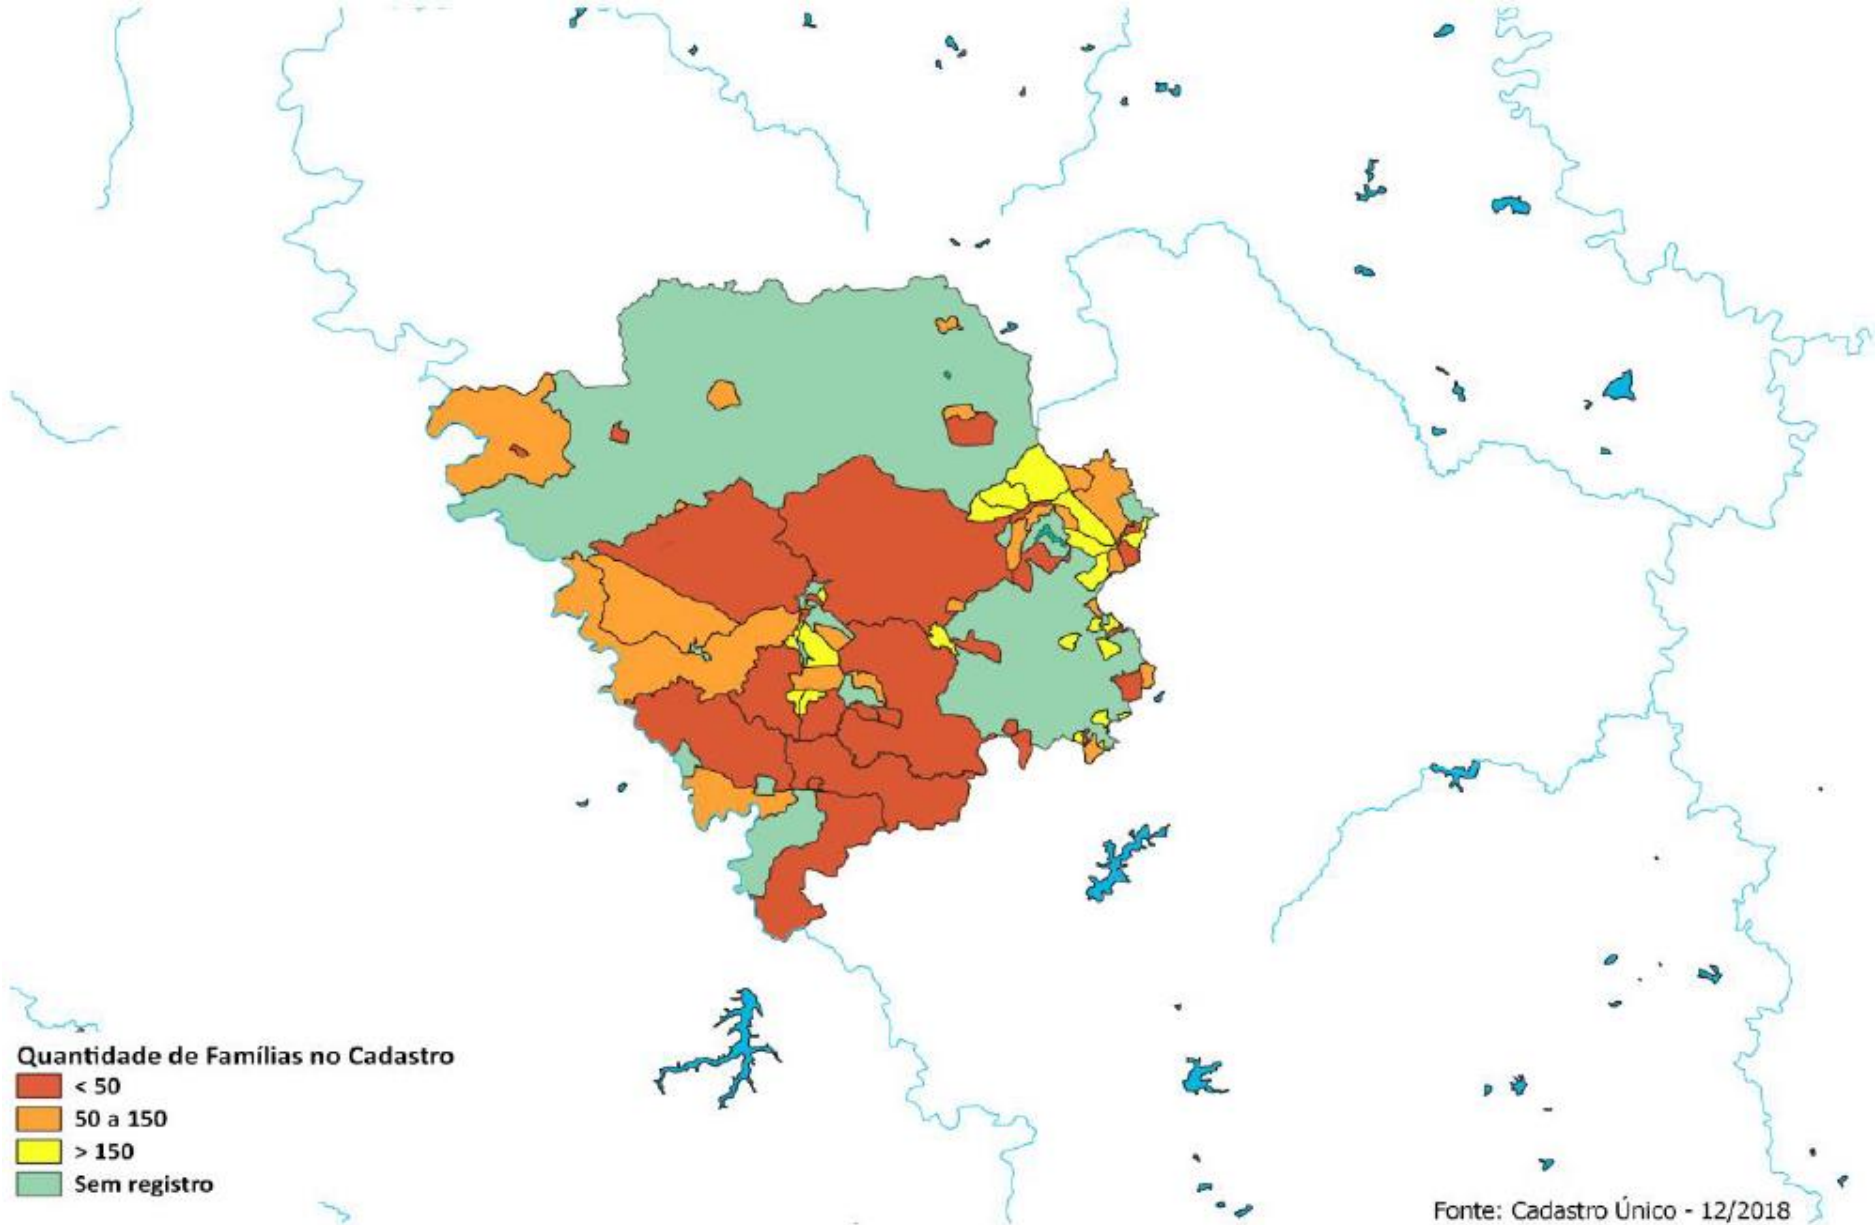 Quantidade de Famílias no Cadastro
< 50
50 a 150
> 150
Sem registro
Fonte: Cadastro Único - 12/2018